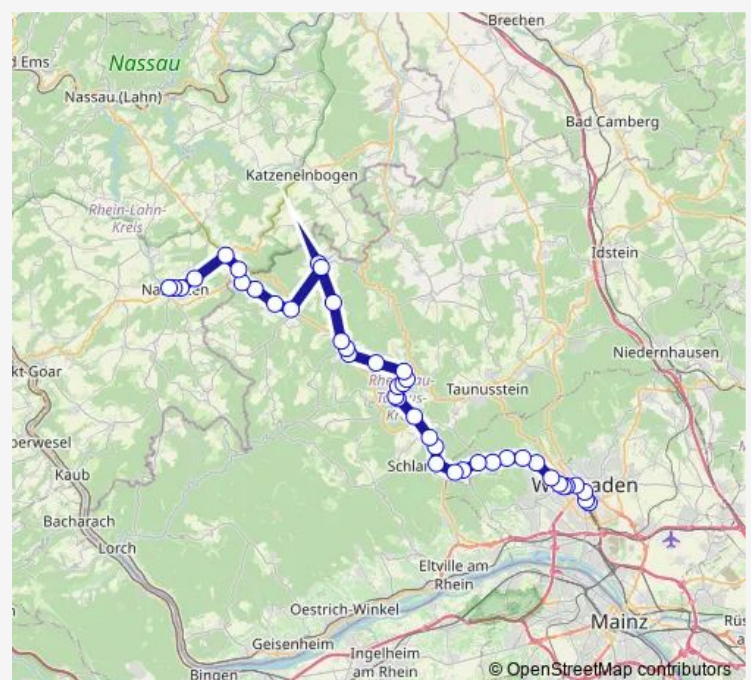 Brechen
d Ems
Nassau
Nassau (Lahn)
Bad Camberg
Katzenelnbogen
Rhein-Lahn-
Kreis
Idstein
Niedernhausen
kt Goar
Taunusstein
berwesel
Kaub
Bacharach
Lorch
Eltville am
Rhein
Oestrich-Winkel
Mainz
Geisenheim
Ingelheim
am Rhein
Bingen
© OpenStreetMap contributors